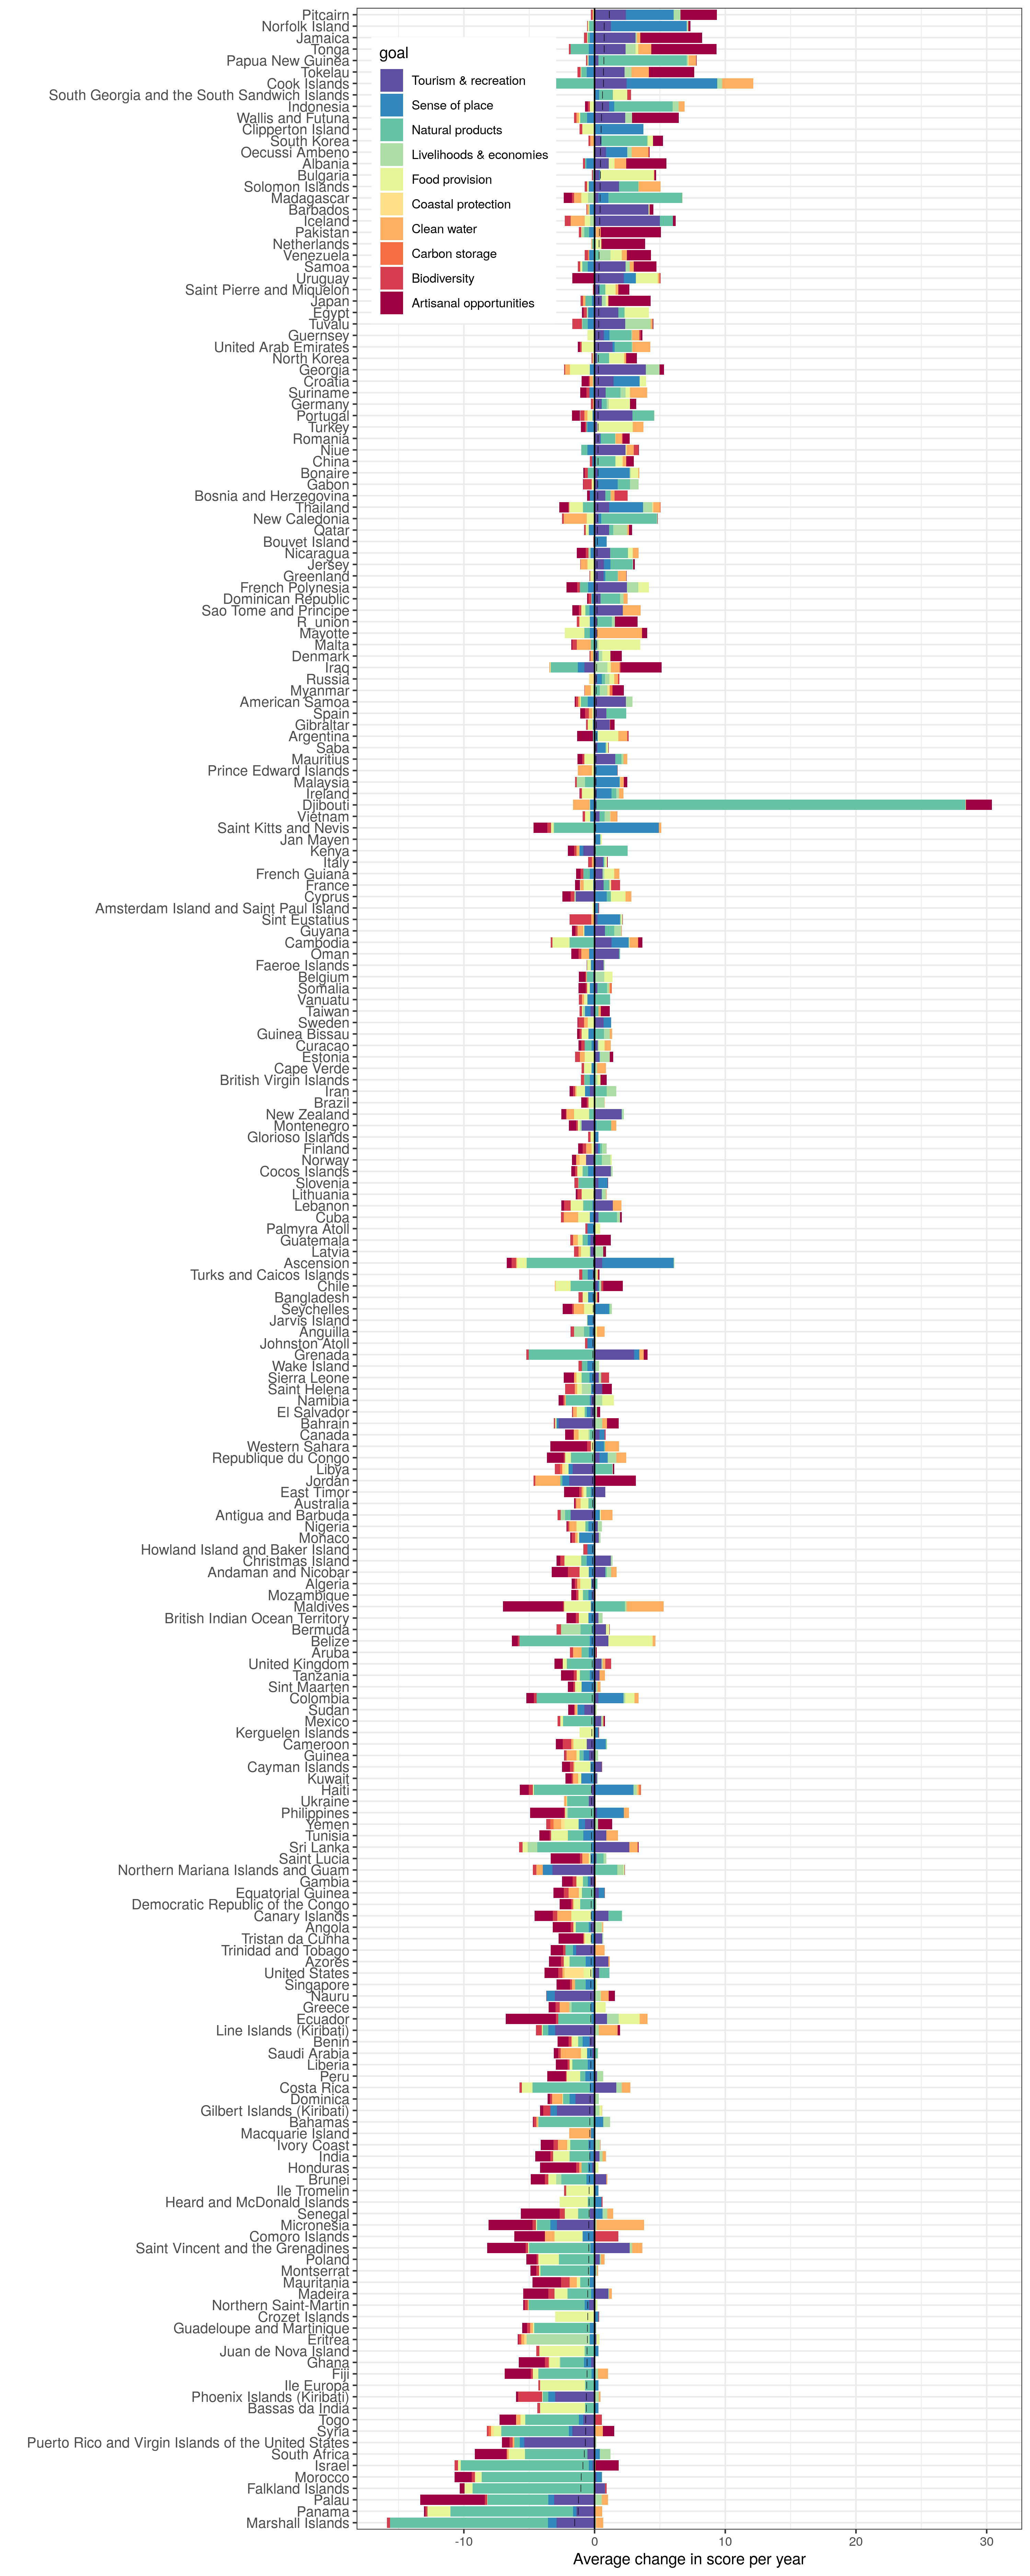 goal
Tourism & recreation
Sense of place
Natural products
Livelihoods & economies
Food provision
Coastal protection
Clean water
Carbon storage
Biodiversity
Artisanal opportunities
Pitcairn
Norfolk Island
Jamaica
Tonga
Papua New Guinea
Tokelau
Cook Islands
South Georgia and the South Sandwich Islands
Indonesia
Wallis and Futuna
Clipperton Island
South Korea
Oecussi Ambeno
Albania
Bulgaria
Solomon Islands
Madagascar
Barbados
Iceland
Pakistan
Netherlands
Venezuela
Samoa
Uruguay
Saint Pierre and Miquelon
Japan
Egypt
Tuvalu
Guernsey
United Arab Emirates
North Korea
Georgia
Croatia
Suriname
Germany
Portugal
Turkey
Romania
Niue
China
Bonaire
Gabon
Bosnia and Herzegovina
Thailand
New Caledonia
Qatar
Bouvet Island
Nicaragua
Jersey
Greenland
French Polynesia
Dominican Republic
Sao Tome and Principe
R_union
Mayotte
Malta
Denmark
Iraq
Russia
Myanmar
American Samoa
Spain
Gibraltar
Argentina
Saba
Mauritius
Prince Edward Islands
Malaysia
Ireland
Djibouti
Vietnam
Saint Kitts and Nevis
Jan Mayen
Kenya
Italy
French Guiana
France
Cyprus
Amsterdam Island and Saint Paul Island
Sint Eustatius
Guyana
Cambodia
Oman
Faeroe Islands
Belgium
Somalia
Vanuatu
Taiwan
Sweden
Guinea Bissau
Curacao
Estonia
Cape Verde
British Virgin Islands
Iran
Brazil
New Zealand
Montenegro
Glorioso Islands
Finland
Norway
Cocos Islands
Slovenia
Lithuania
Lebanon
Cuba
Palmyra Atoll
Guatemala
Latvia
Ascension
Turks and Caicos Islands
Chile
Bangladesh
Seychelles
Jarvis Island
Anguilla
Johnston Atoll
Grenada
Wake Island
Sierra Leone
Saint Helena
Namibia
El Salvador
Bahrain
Canada
Western Sahara
Republique du Congo
Libya
Jordan
East Timor
Australia
Antigua and Barbuda
Nigeria
Monaco
Howland Island and Baker Island
Christmas Island
Andaman and Nicobar
Algeria
Mozambique
Maldives
British Indian Ocean Territory
Bermuda
Belize
Aruba
United Kingdom
Tanzania
Sint Maarten
Colombia
Sudan
Mexico
Kerguelen Islands
Cameroon
Guinea
Cayman Islands
Kuwait
Haiti
Ukraine
Philippines
Yemen
Tunisia
Sri Lanka
Saint Lucia
Northern Mariana Islands and Guam
Gambia
Equatorial Guinea
Democratic Republic of the Congo
Canary Islands
Angola
Tristan da Cunha
Trinidad and Tobago
Azores
United States
Singapore
Nauru
Greece
Ecuador
Line Islands (Kiribati)
Benin
Saudi Arabia
Liberia
Peru
Costa Rica
Dominica
Gilbert Islands (Kiribati)
Bahamas
Macquarie Island
Ivory Coast
India
Honduras
Brunei
Ile Tromelin
Heard and McDonald Islands
Senegal
Micronesia
Comoro Islands
Saint Vincent and the Grenadines
Poland
Montserrat
Mauritania
Madeira
Northern Saint-Martin
Crozet Islands
Guadeloupe and Martinique
Eritrea
Juan de Nova Island
Ghana
Fiji
Ile Europa
Phoenix Islands (Kiribati)
Bassas da India
Togo
Syria
Puerto Rico and Virgin Islands of the United States
South Africa
Israel
Morocco
Falkland Islands
Palau
Panama
Marshall Islands
-10 0 10 20 30
Average change in score per year